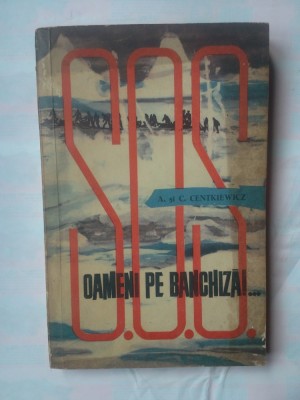 S.O.S.
A. și C. CENTKIEWICZ
OAMENI PE BANCHIZĂ!...